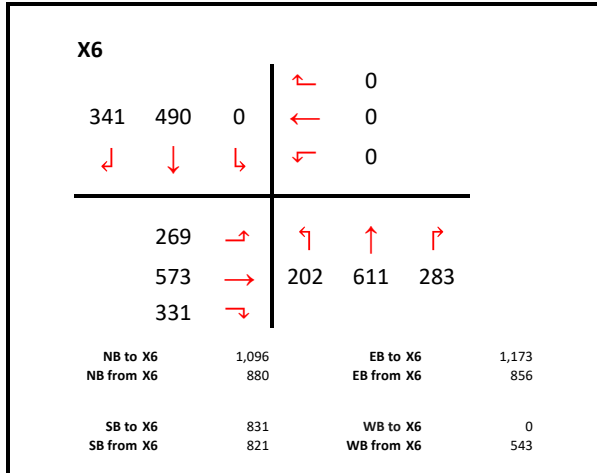 X6
0
341 490 0 0
0
269
573 202 611 283
331
NB to X6 1,096 EB to X6 1,173
NB from X6 880 EB from X6 856
SB to X6 831 WB to X6 0
SB from X6 821 WB from X6 543